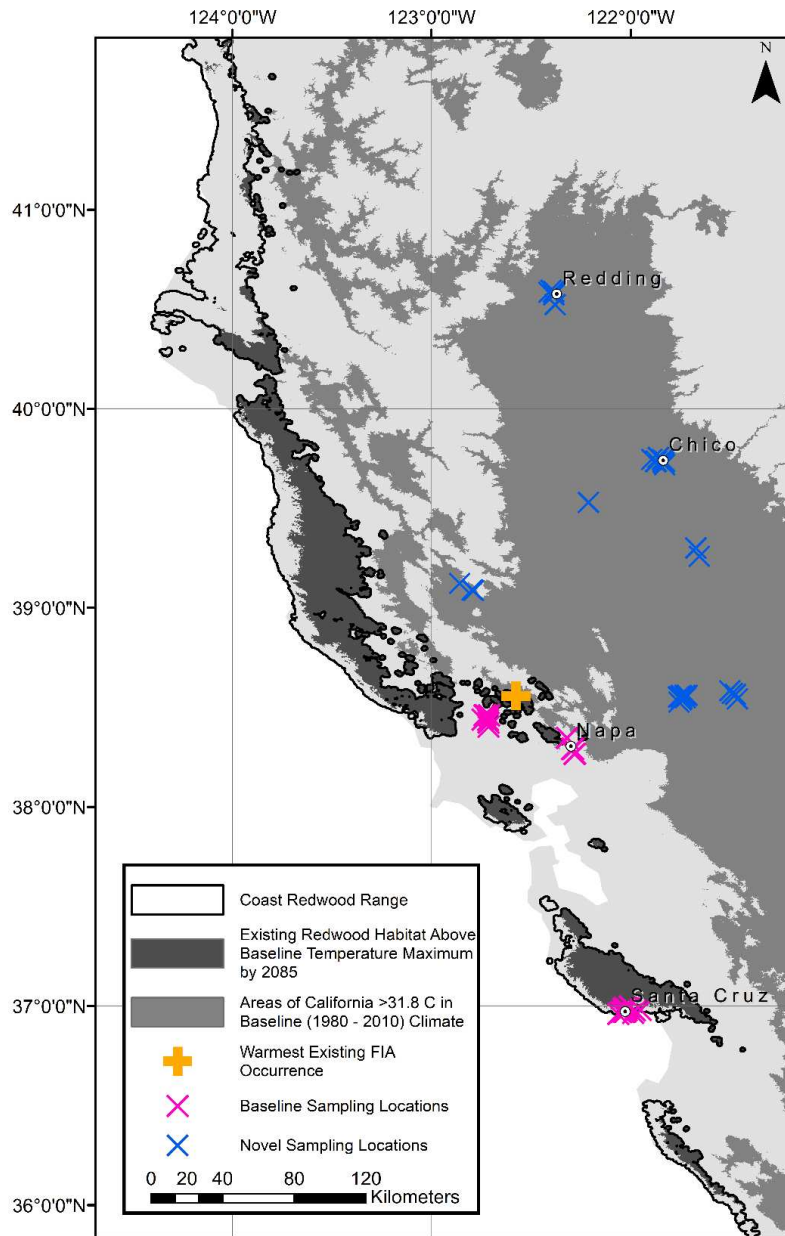 124°0'0"W 123°0'0"W 122°0'0"W
N
41°0'0"N
Redding
40°0'0"N
Chico
39°0'0"N
Napa
38°0'0"N
Coast Redwood Range
Existing Redwood Habitat Above
Baseline Temperature Maximum
by 2085
37°0'0"N
Santa Cruz
Areas of California >31.8 C in
Baseline (1980 - 2010) Climate
Warmest Existing FIA
Occurrence
Baseline Sampling Locations
Novel Sampling Locations
0 20 40 80 120
Kilometers
36°0'0"N